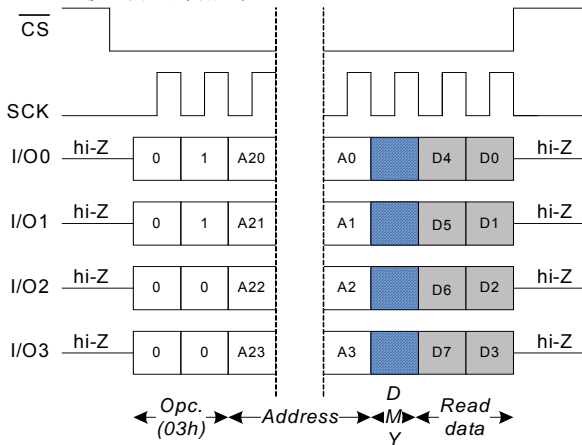 CS
SCK
I/O0 hi-Z 0 1 A20 A0 D4 D0 hi-Z
I/O1 hi-Z 0 1 A21 A1 D5 D1 hi-Z
I/O2 hi-Z 0 0 A22 A2 D6 D2 hi-Z
I/O3 hi-Z 0 0 A23 A3 D7 D3 hi-Z
Opc.
(03h)
Address
D
M
Y
Read
data